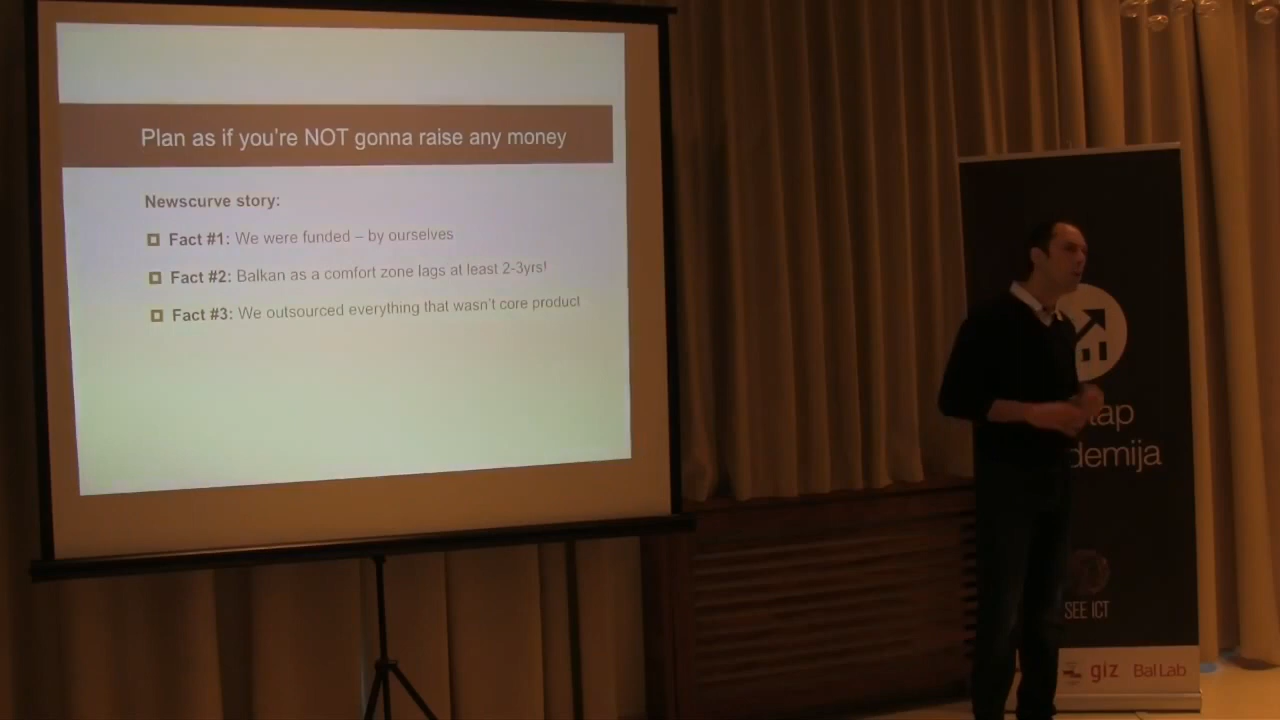 Plan as if you're NOT gonna raise any money
Newscurve story:
Fact #1: We were funded – by ourselves
Fact #2: Balkan as a comfort zone lags at least 2-3yrs!
Fact #3: We outsourced everything that wasn't core product
tap
demija
SEE ICT
giz BalLab